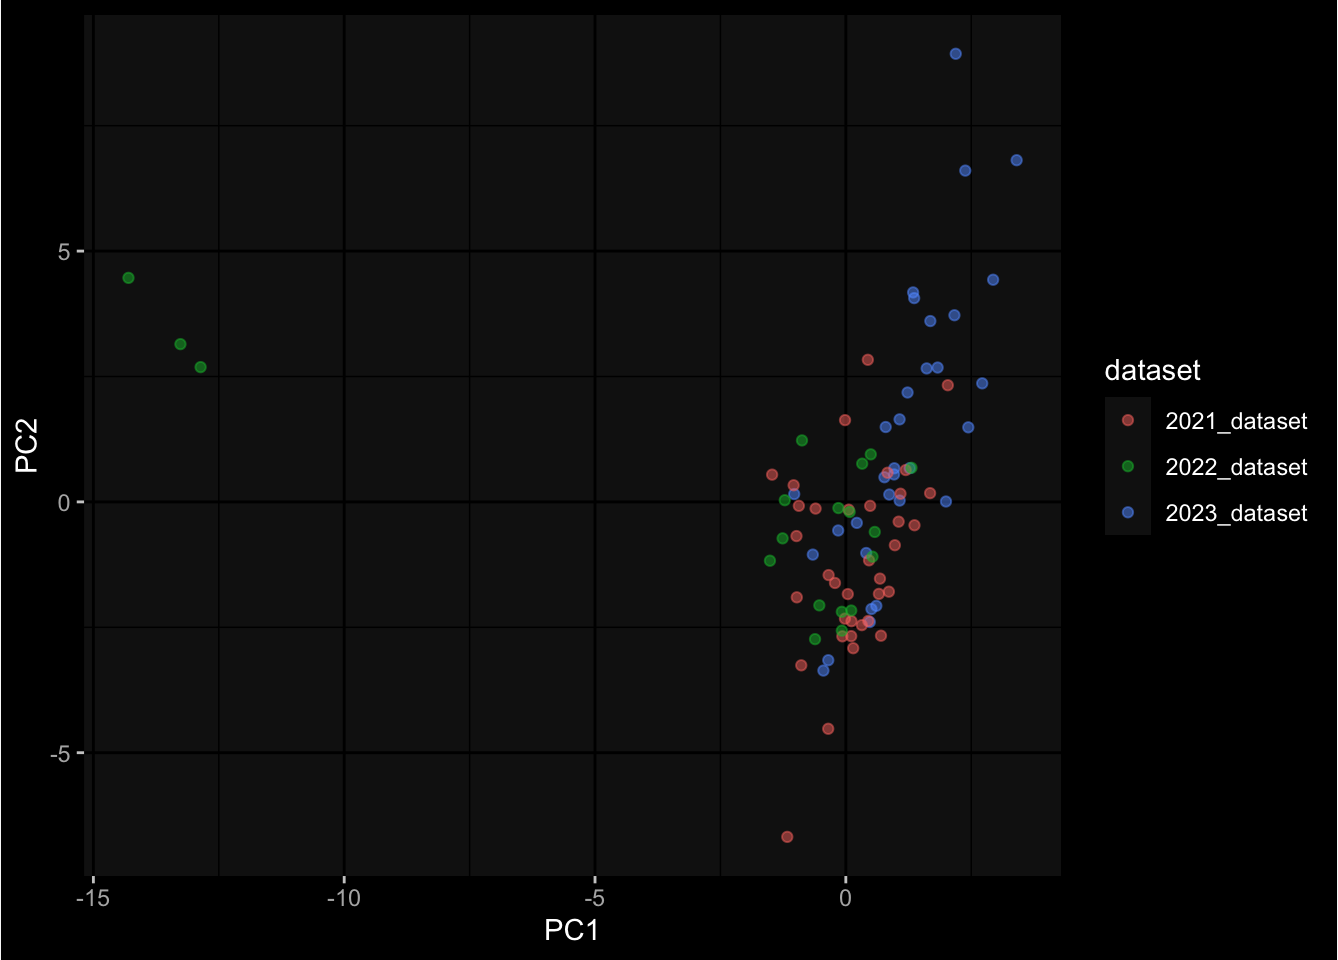 5
0
-5
PC2
-15
-10
-5
0
PC1
dataset
2021_dataset
2022_dataset
2023_dataset